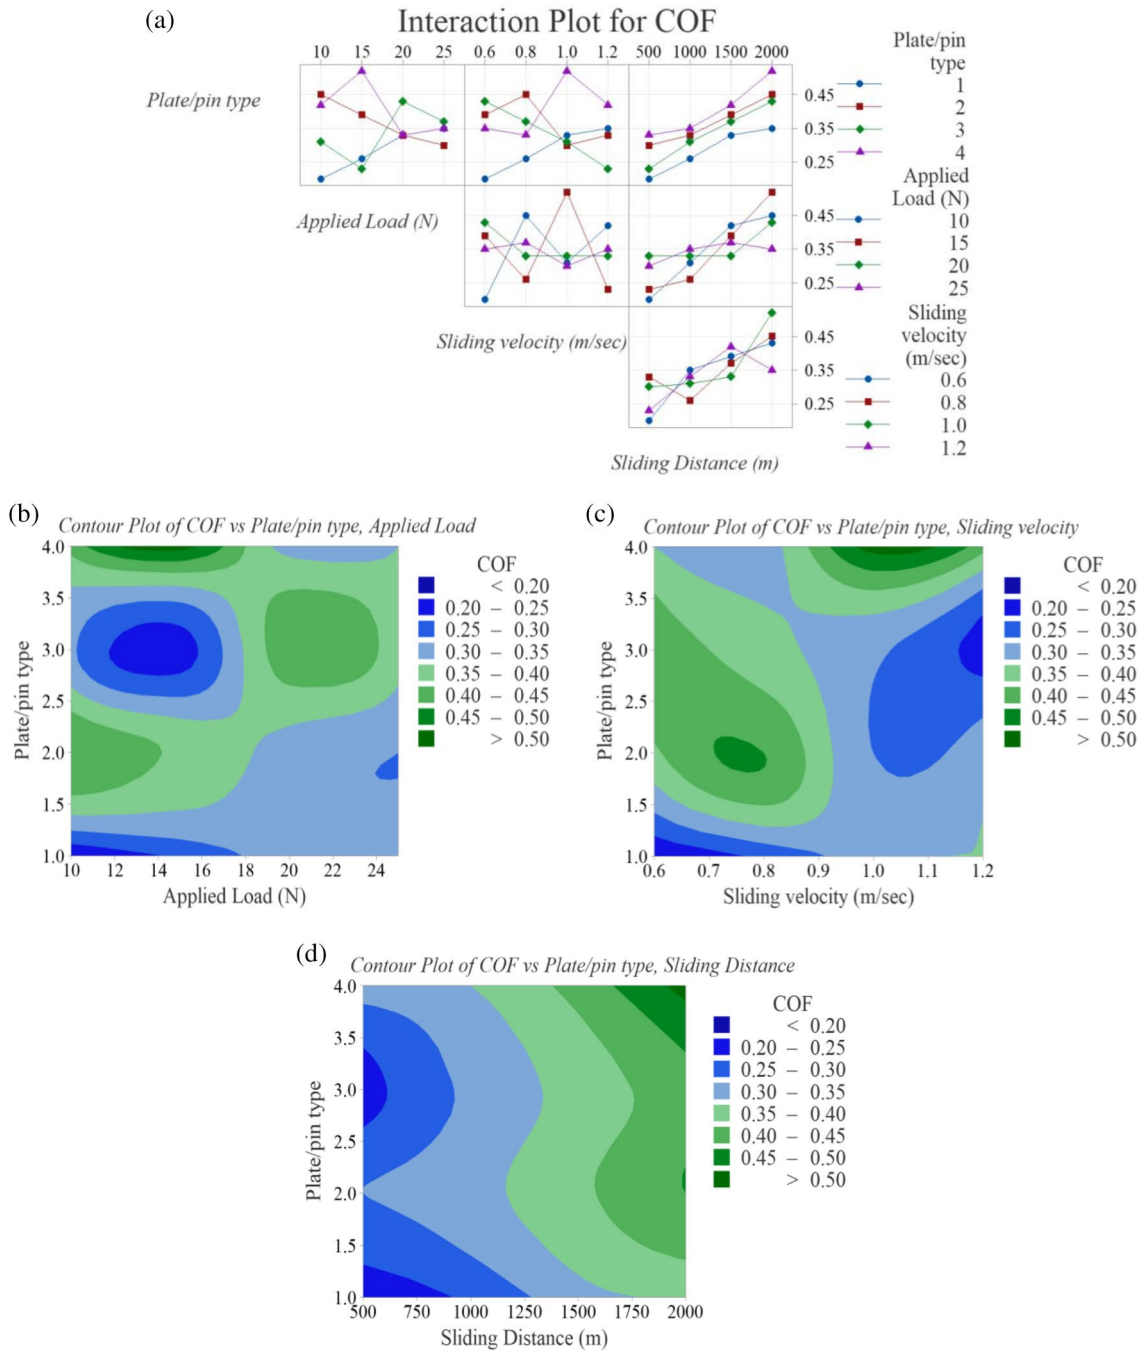 (a)
Interaction Plot for COF
10 15 20 25 0.6 0.8 1.0 1.2 500 1000 1500 2000
Plate/pin type
0.45
0.35
0.25
Plate/pin
type
1
2
3
4
Applied Load (N)
0.45
0.35
0.25
Applied
Load (N)
10
15
20
25
Sliding velocity (m/sec)
0.45
0.35
0.25
Sliding
velocity
(m/sec)
0.6
0.8
1.0
1.2
Sliding Distance (m)
(b)
Contour Plot of COF vs Plate/pin type, Applied Load
Plate/pin type
4.0
3.5
3.0
2.5
2.0
1.5
1.0
10 12 14 16 18 20 22 24
Applied Load (N)
COF
< 0.20
0.20 – 0.25
0.25 – 0.30
0.30 – 0.35
0.35 – 0.40
0.40 – 0.45
0.45 – 0.50
> 0.50
(c)
Contour Plot of COF vs Plate/pin type, Sliding velocity
Plate/pin type
4.0
3.5
3.0
2.5
2.0
1.5
1.0
0.6 0.7 0.8 0.9 1.0 1.1 1.2
Sliding velocity (m/sec)
COF
< 0.20
0.20 – 0.25
0.25 – 0.30
0.30 – 0.35
0.35 – 0.40
0.40 – 0.45
0.45 – 0.50
> 0.50
(d)
Contour Plot of COF vs Plate/pin type, Sliding Distance
Plate/pin type
4.0
3.5
3.0
2.5
2.0
1.5
1.0
500 750 1000 1250 1500 1750 2000
Sliding Distance (m)
COF
< 0.20
0.20 – 0.25
0.25 – 0.30
0.30 – 0.35
0.35 – 0.40
0.40 – 0.45
0.45 – 0.50
> 0.50